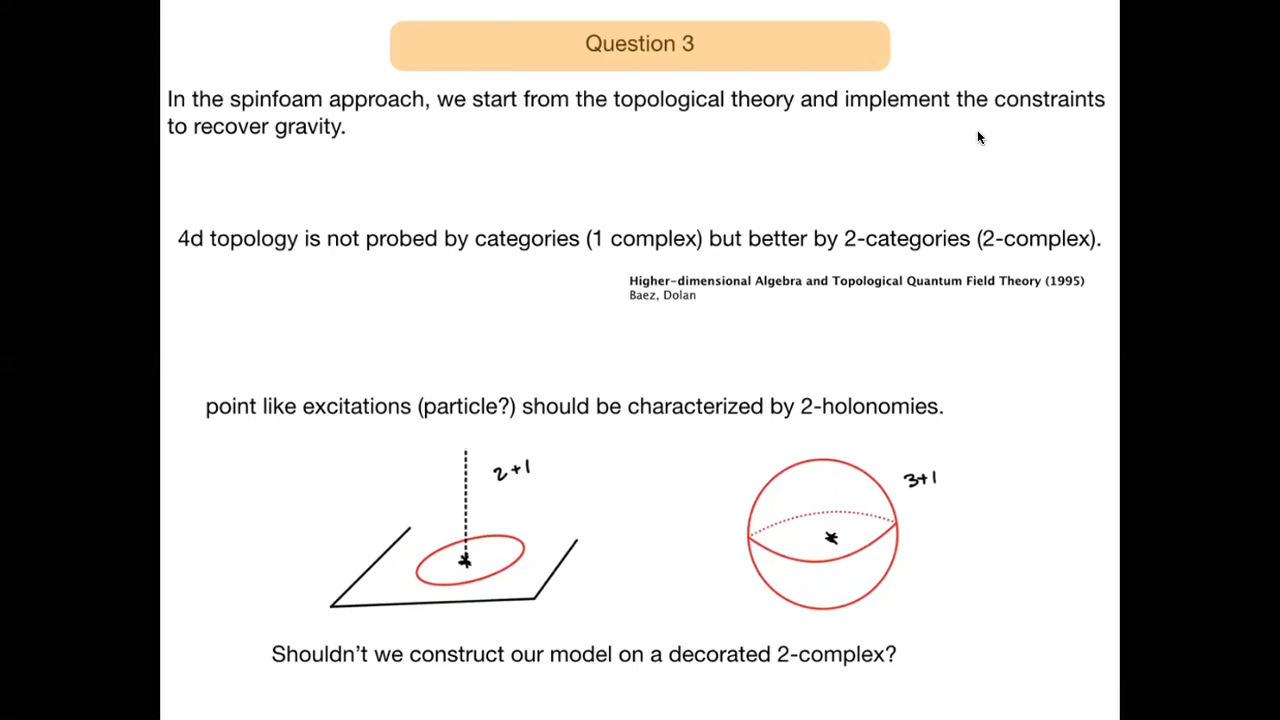 Question 3
In the spinfoam approach, we start from the topological theory and implement the constraints
to recover gravity.
4d topology is not probed by categories (1 complex) but better by 2-categories (2-complex).
Higher-dimensional Algebra and Topological Quantum Field Theory (1995)
Baez, Dolan
point like excitations (particle?) should be characterized by 2-holonomies.
2+1
3+1
Shouldn't we construct our model on a decorated 2-complex?